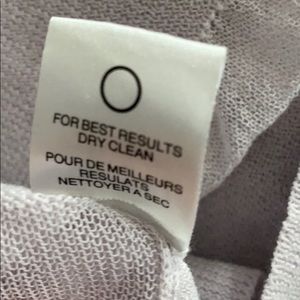 FOR BEST RESULTS
DRY CLEAN
POUR DE MEILLEURS
RESULATS
NETTOYER A SEC